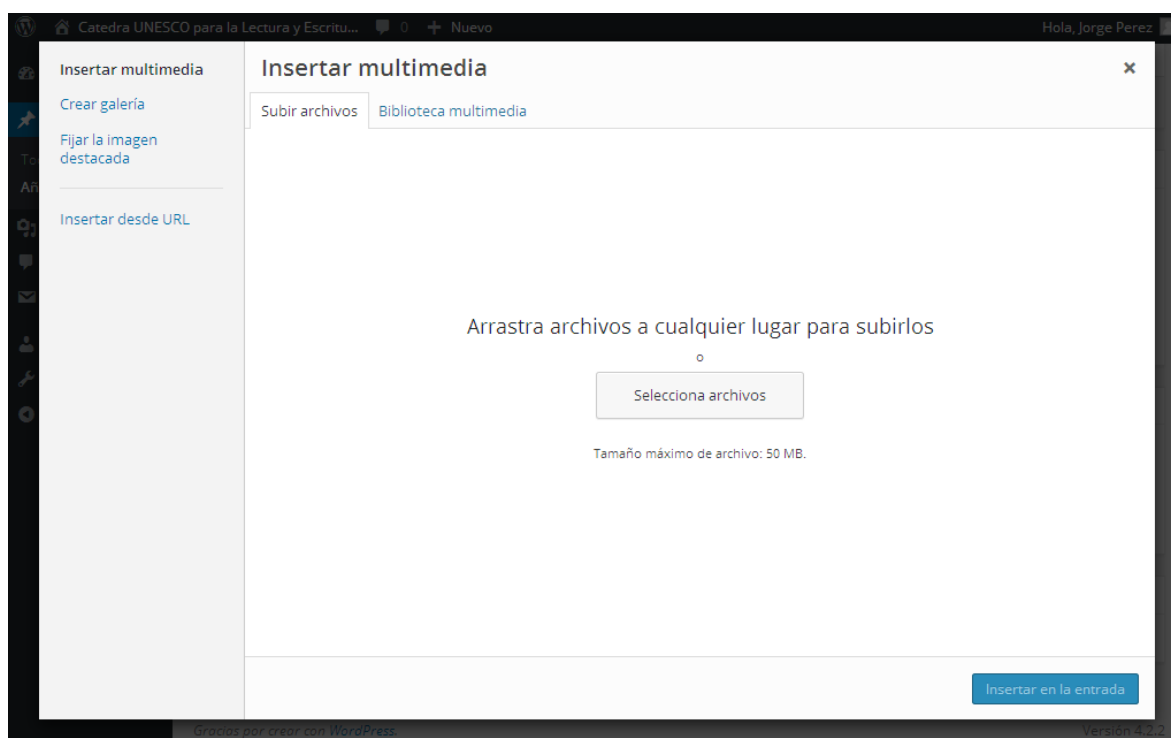 Catedra UNESCO para la Lectura y Escritu... 0 + Nuevo Hola, Jorge Perez
Insertar multimedia
Crear galería
Fijar la imagen
destacada
Insertar desde URL
Insertar multimedia ×
Subir archivos Biblioteca multimedia
Arrastra archivos a cualquier lugar para subirlos
o
Selecciona archivos
Tamaño máximo de archivo: 50 MB.
Insertar en la entrada
To
Añ
Gracias por crear con WordPress. Versión 4.2.2